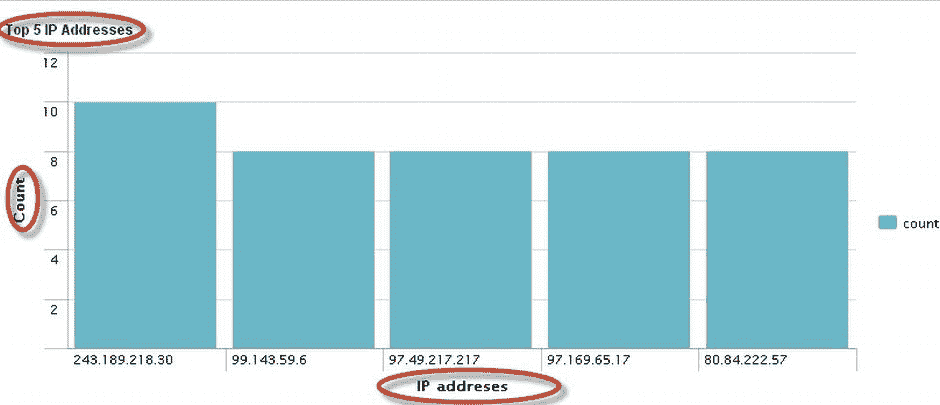 Top 5 IP Addresses
12
10
8
6
4
2
Count
count
243.189.218.30 99.143.59.6 97.49.217.217 97.169.65.17 80.84.222.57
IP addreses